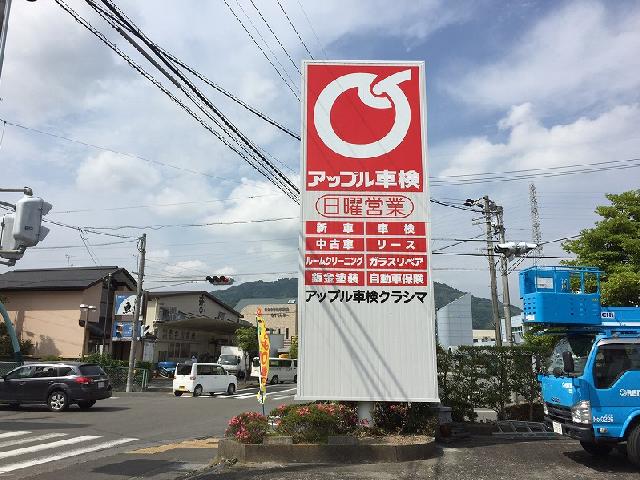 アップル車検
日曜営業
新車 車検
中古車 リース
ルームクリーニング ガラスリペア
鈑金塗装 自動車保険
アップル車検クラシマ